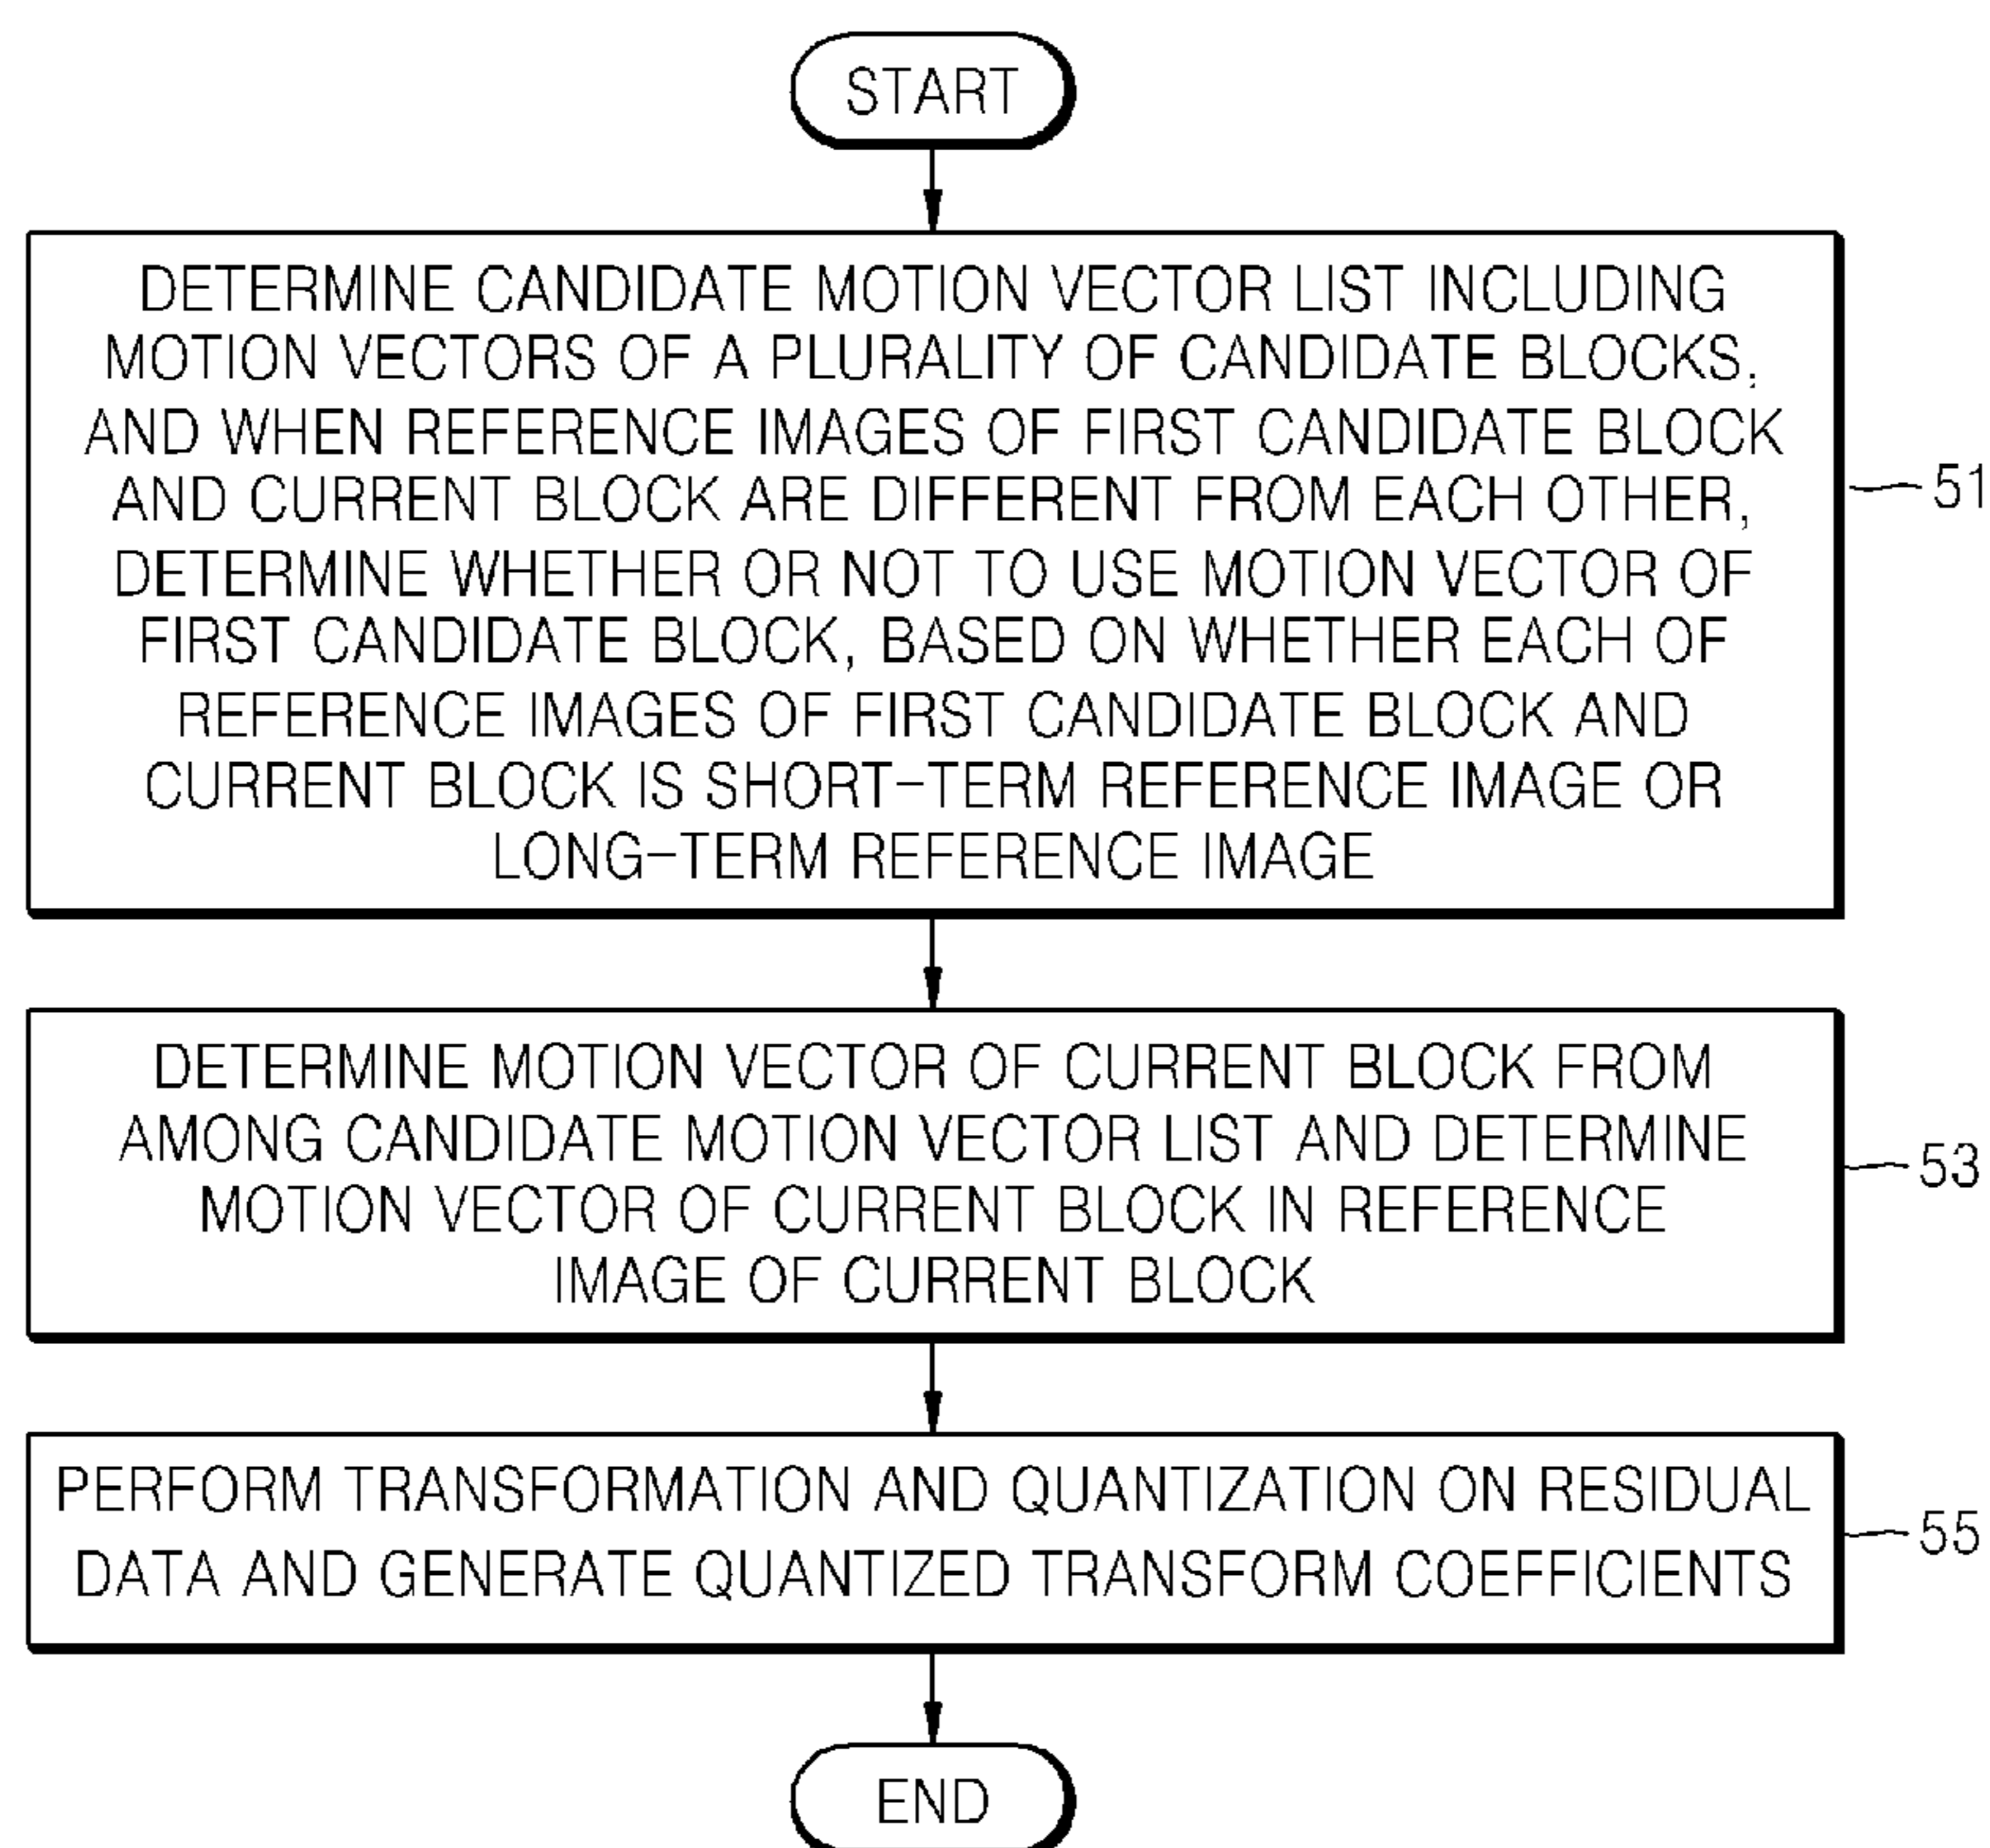 START
DETERMINE CANDIDATE MOTION VECTOR LIST INCLUDING
MOTION VECTORS OF A PLURALITY OF CANDIDATE BLOCKS,
AND WHEN REFERENCE IMAGES OF FIRST CANDIDATE BLOCK
AND CURRENT BLOCK ARE DIFFERENT FROM EACH OTHER,
DETERMINE WHETHER OR NOT TO USE MOTION VECTOR OF
FIRST CANDIDATE BLOCK, BASED ON WHETHER EACH OF
REFERENCE IMAGES OF FIRST CANDIDATE BLOCK AND
CURRENT BLOCK IS SHORT-TERM REFERENCE IMAGE OR
LONG-TERM REFERENCE IMAGE
51
DETERMINE MOTION VECTOR OF CURRENT BLOCK FROM
AMONG CANDIDATE MOTION VECTOR LIST AND DETERMINE
MOTION VECTOR OF CURRENT BLOCK IN REFERENCE
IMAGE OF CURRENT BLOCK
53
PERFORM TRANSFORMATION AND QUANTIZATION ON RESIDUAL
DATA AND GENERATE QUANTIZED TRANSFORM COEFFICIENTS
55
END